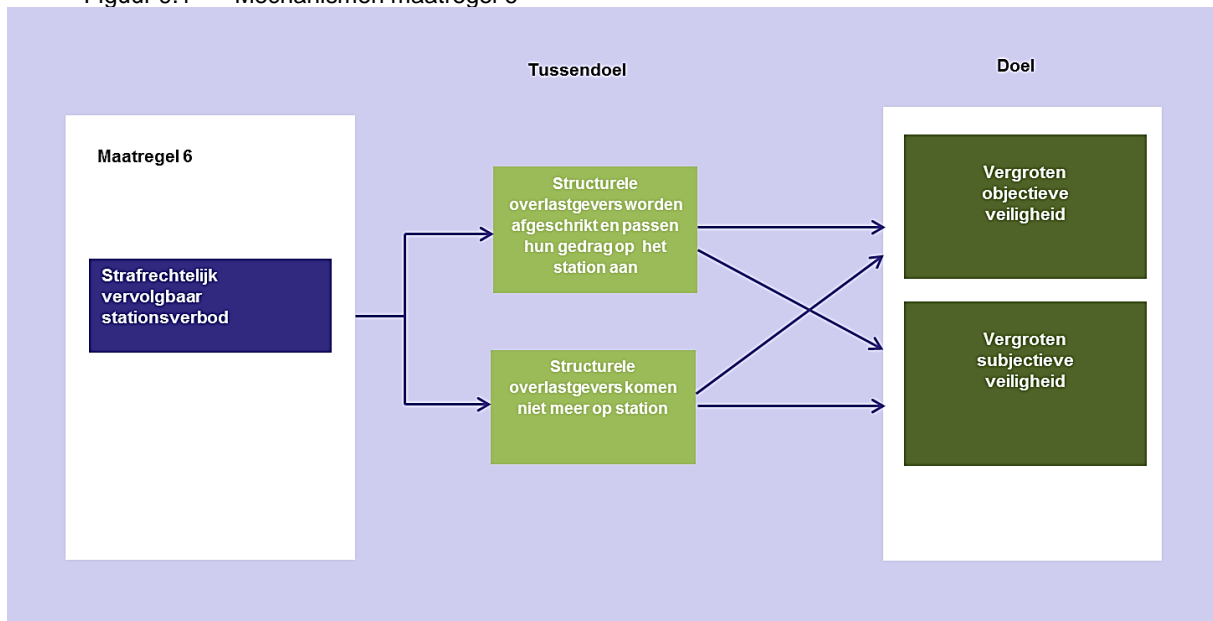 Tussendoel
Doel
Maatregel 6
Strafrechtelijk
vervolgbaar
stationsverbod
Structurele
overlastgevers worden
afgeschrikt en passen
hun gedrag op het
station aan
Structurele
overlastgevers komen
niet meer op station
Vergroten
objectieve
veiligheid
Vergroten
subjectieve
veiligheid